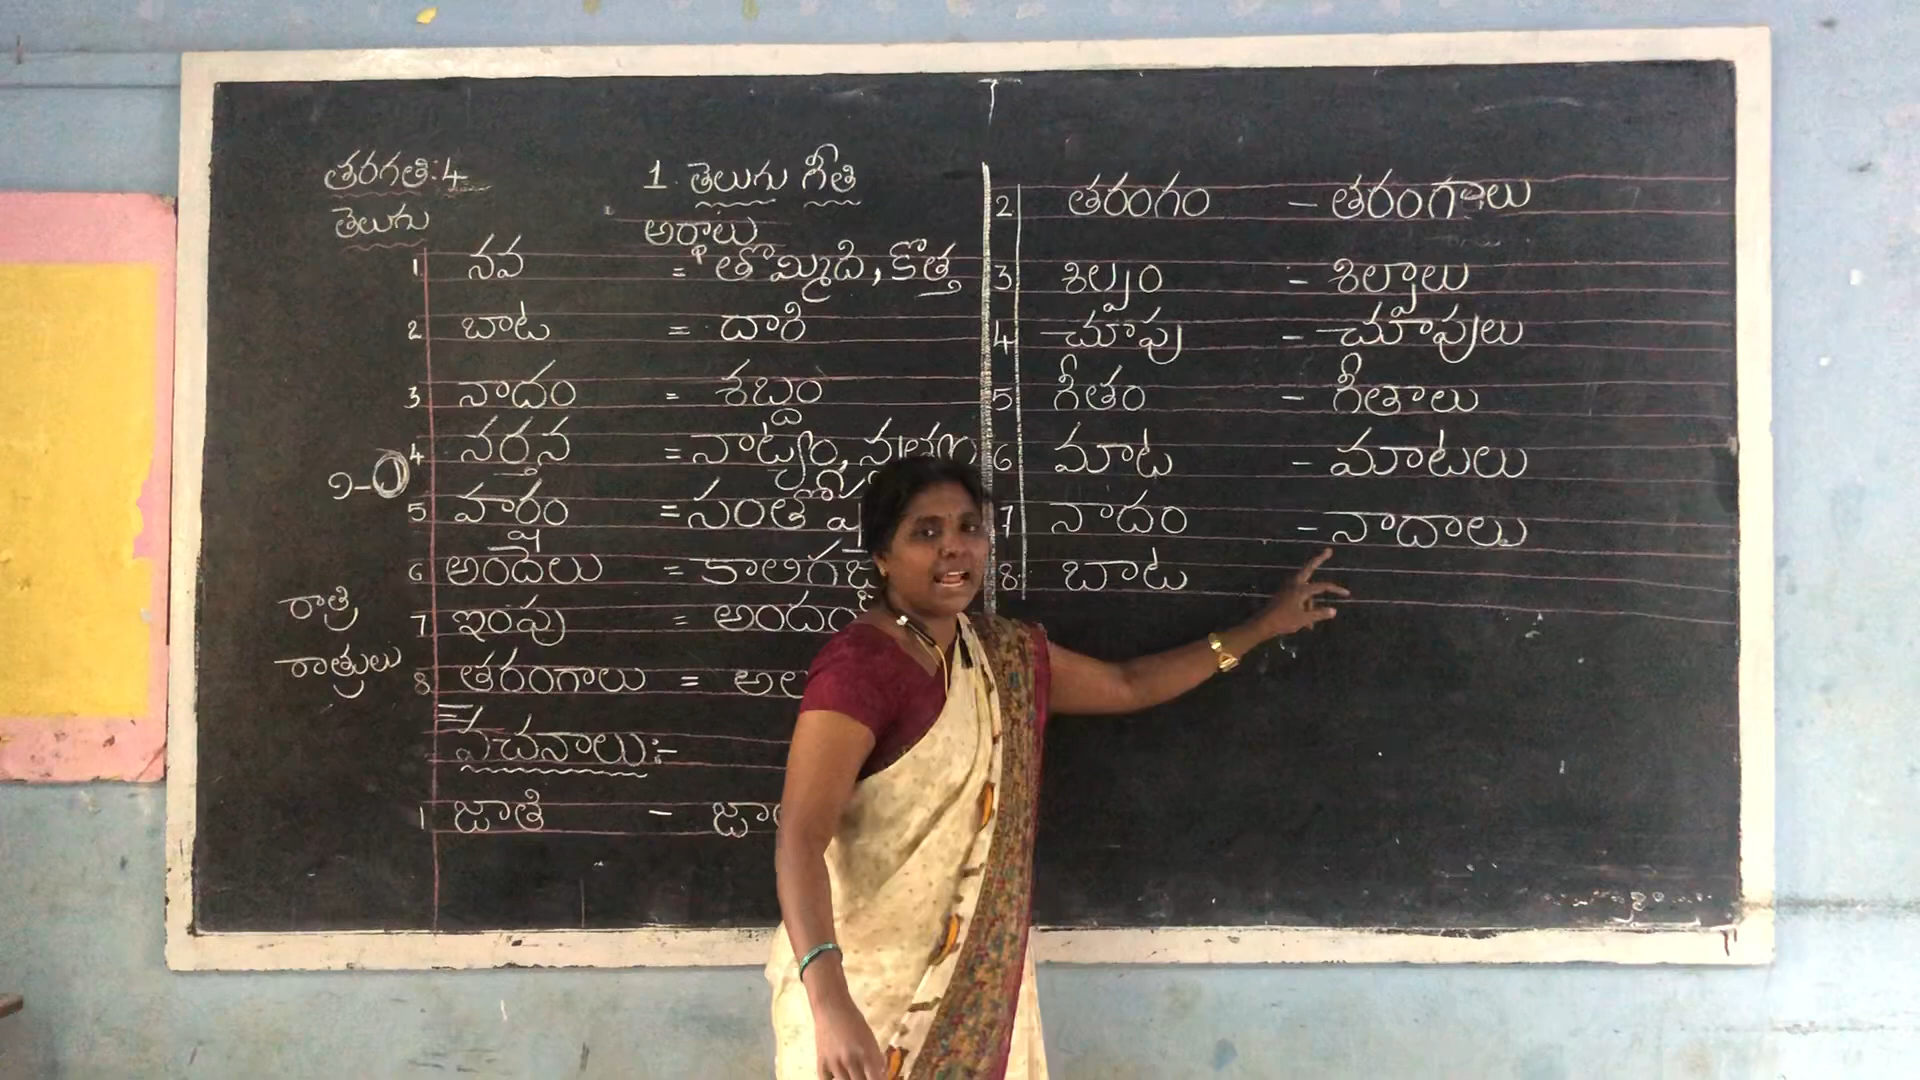 తరగతి: 4
తెలుగు
1. తెలుగు గీతి
అర్థాలు
1. నవ = తొమ్మిది, కొత్త
2 బాట = దారి
3 నాదం = శబ్దం
4 నర్తన = నాట్యం,
5 హర్షం =
6 అందెలు =
7 ఇంపు =
8 తరంగాలు =
వచనాలు:-
1 జాతి -
రాత్రి
రాత్రులు
2 తరంగం - తరంగాలు
3 శిల్పం - శిల్పాలు
4 చూపు - చూపులు
5 గీతం - గీతాలు
6 మాట - మాటలు
7 నాదం - నాదాలు
8. బాట